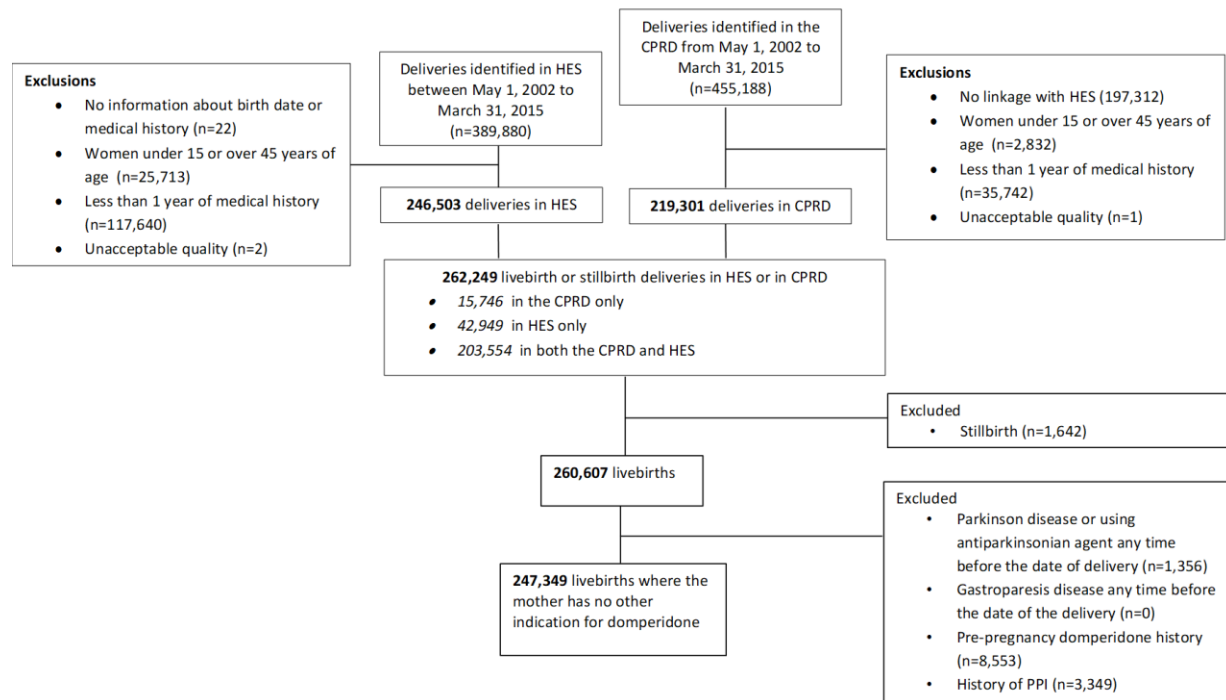 Deliveries identified in the
CPRD from May 1, 2002 to
March 31, 2015
(n=455,188)
Deliveries identified in HES
between May 1, 2002 to
March 31, 2015
(n=389,880)
Exclusions
• No information about birth date or
medical history (n=22)
• Women under 15 or over 45 years of
age (n=25,713)
• Less than 1 year of medical history
(n=117,640)
• Unacceptable quality (n=2)
Exclusions
• No linkage with HES (197,312)
• Women under 15 or over 45 years of
age (n=2,832)
• Less than 1 year of medical history
(n=35,742)
• Unacceptable quality (n=1)
246,503 deliveries in HES
219,301 deliveries in CPRD
262,249 livebirth or stillbirth deliveries in HES or in CPRD
• 15,746 in the CPRD only
• 42,949 in HES only
• 203,554 in both the CPRD and HES
Excluded
• Stillbirth (n=1,642)
260,607 livebirths
Excluded
• Parkinson disease or using
antiparkinsonian agent any time
before the date of delivery (n=1,356)
• Gastroparesis disease any time before
the date of the delivery (n=0)
• Pre-pregnancy domperidone history
(n=8,553)
• History of PPI (n=3,349)
247,349 livebirths where the
mother has no other
indication for domperidone